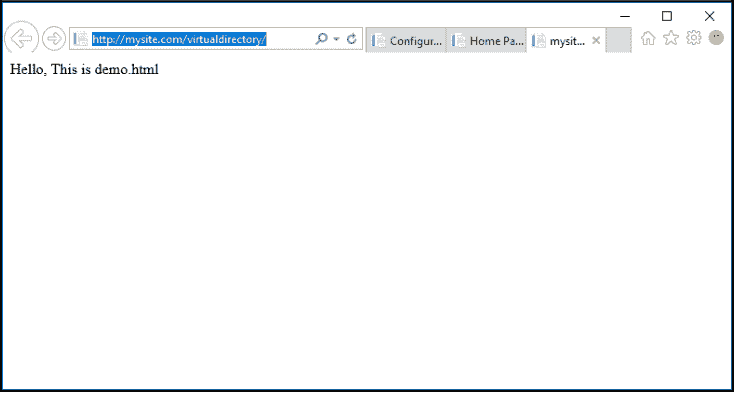 http://mysite.com/virtualdirectory/
Configur...
Home Pa...
mysit...
Hello, This is demo.html